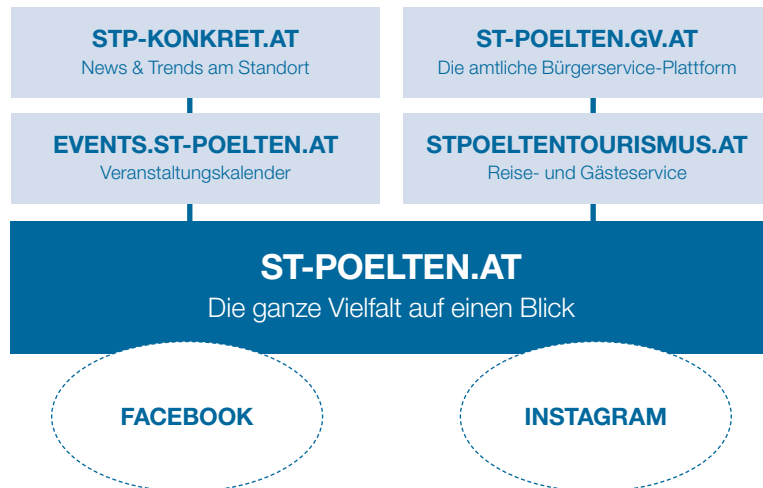 STP-KONKRET.AT
News & Trends am Standort
ST-POELTEN.GV.AT
Die amtliche Bürgerservice-Plattform
EVENTS.ST-POELTEN.AT
Veranstaltungskalender
STPOELTENTOURISMUS.AT
Reise- und Gästeservice
ST-POELTEN.AT
Die ganze Vielfalt auf einen Blick
FACEBOOK
INSTAGRAM